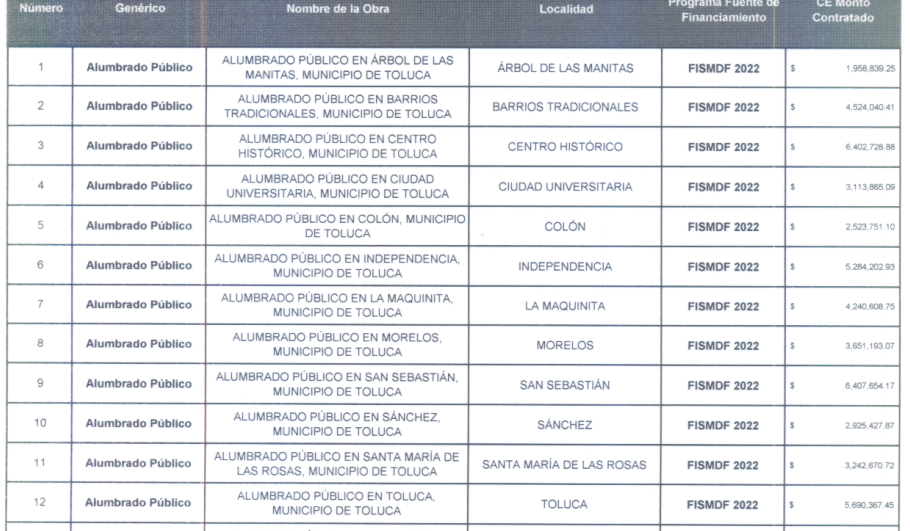 Número Genérico Nombre de la Obra Localidad Programa Fuente de Financiamiento CE Monto Contratado
1 Alumbrado Público ALUMBRADO PÚBLICO EN ÁRBOL DE LAS MANITAS, MUNICIPIO DE TOLUCA ÁRBOL DE LAS MANITAS FISMDF 2022 $ 1,958,839.25
2 Alumbrado Público ALUMBRADO PÚBLICO EN BARRIOS TRADICIONALES, MUNICIPIO DE TOLUCA BARRIOS TRADICIONALES FISMDF 2022 $ 4,524,040.41
3 Alumbrado Público ALUMBRADO PÚBLICO EN CENTRO HISTÓRICO, MUNICIPIO DE TOLUCA CENTRO HISTÓRICO FISMDF 2022 $ 6,402,728.88
4 Alumbrado Público ALUMBRADO PÚBLICO EN CIUDAD UNIVERSITARIA, MUNICIPIO DE TOLUCA CIUDAD UNIVERSITARIA FISMDF 2022 $ 3,113,865.09
5 Alumbrado Público ALUMBRADO PÚBLICO EN COLÓN, MUNICIPIO DE TOLUCA COLÓN FISMDF 2022 $ 2,523,751.10
6 Alumbrado Público ALUMBRADO PÚBLICO EN INDEPENDENCIA, MUNICIPIO DE TOLUCA INDEPENDENCIA FISMDF 2022 $ 5,284,202.93
7 Alumbrado Público ALUMBRADO PÚBLICO EN LA MAQUINITA, MUNICIPIO DE TOLUCA LA MAQUINITA FISMDF 2022 $ 4,240,608.75
8 Alumbrado Público ALUMBRADO PÚBLICO EN MORELOS, MUNICIPIO DE TOLUCA MORELOS FISMDF 2022 $ 3,651,193.07
9 Alumbrado Público ALUMBRADO PÚBLICO EN SAN SEBASTIÁN, MUNICIPIO DE TOLUCA SAN SEBASTIÁN FISMDF 2022 $ 6,407,654.17
10 Alumbrado Público ALUMBRADO PÚBLICO EN SÁNCHEZ, MUNICIPIO DE TOLUCA SÁNCHEZ FISMDF 2022 $ 2,925,427.87
11 Alumbrado Público ALUMBRADO PÚBLICO EN SANTA MARÍA DE LAS ROSAS, MUNICIPIO DE TOLUCA SANTA MARÍA DE LAS ROSAS FISMDF 2022 $ 3,242,670.72
12 Alumbrado Público ALUMBRADO PÚBLICO EN TOLUCA, MUNICIPIO DE TOLUCA TOLUCA FISMDF 2022 $ 5,690,367.45